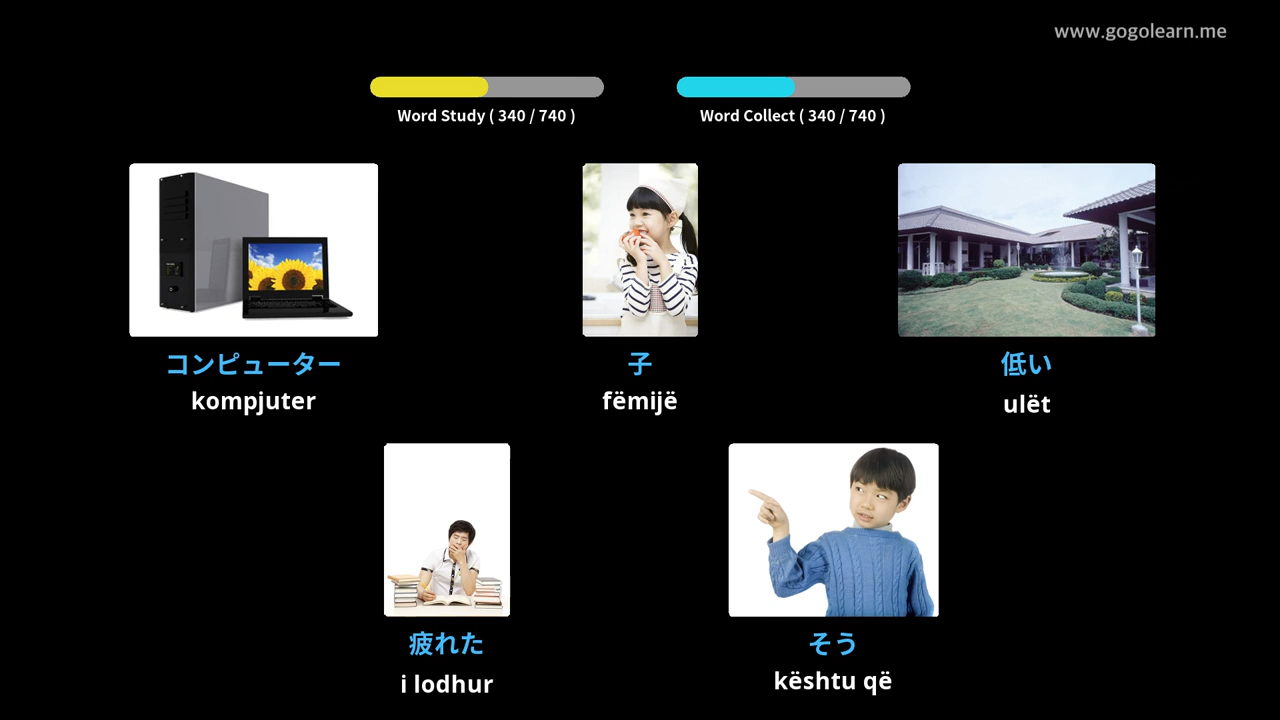 www.gogolearn.me
Word Study ( 340 / 740 )
Word Collect ( 340 / 740 )
コンピューター
kompjuter
子
fëmijë
低い
ulët
疲れた
i lodhur
そう
kështu që